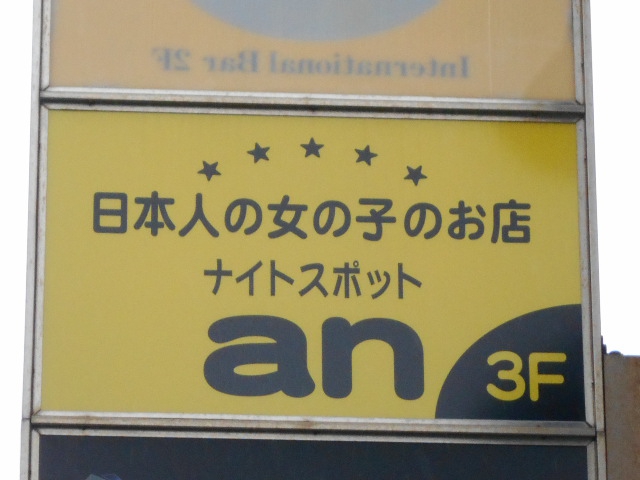 International Bar 2F
日本人の女の子のお店
ナイトスポット
an
3F